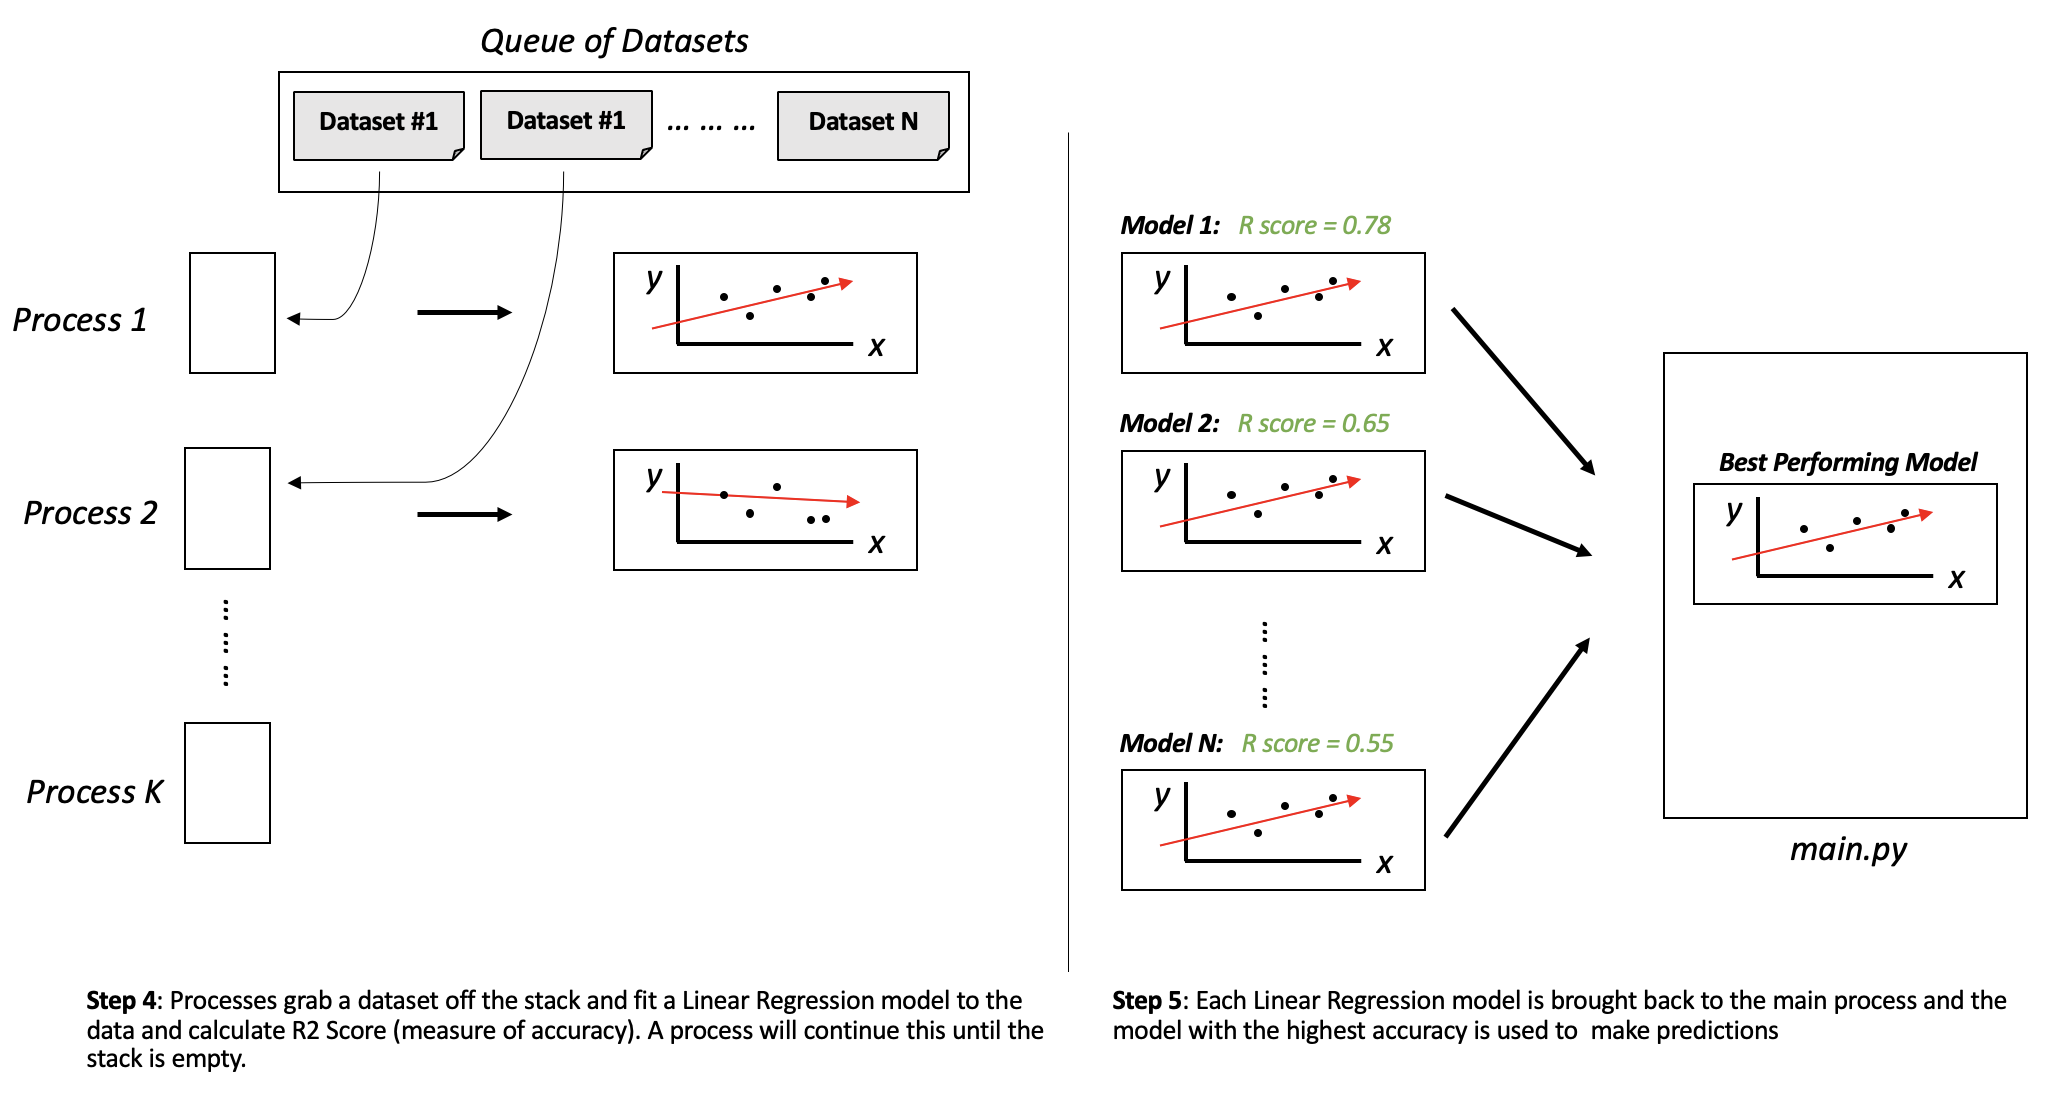 Queue of Datasets
Dataset #1
Dataset #1
... ... ...
Dataset N
Process 1
y
x
Process 2
y
x
Process K
Step 4: Processes grab a dataset off the stack and fit a Linear Regression model to the
data and calculate R2 Score (measure of accuracy). A process will continue this until the
stack is empty.
Model 1: R score = 0.78
y
x
Model 2: R score = 0.65
y
x
Model N: R score = 0.55
y
x
Best Performing Model
y
x
main.py
Step 5: Each Linear Regression model is brought back to the main process and the
model with the highest accuracy is used to  make predictions